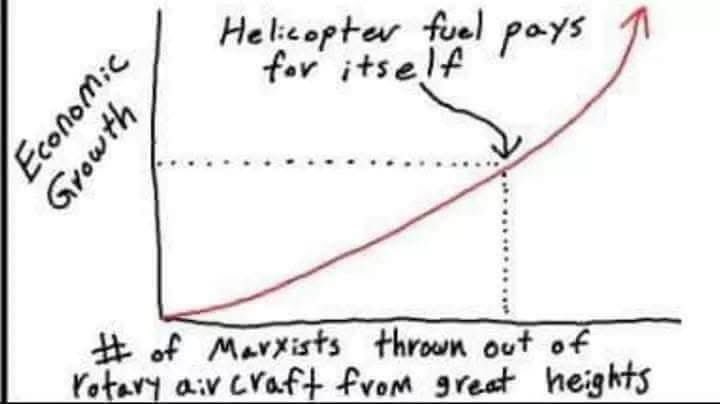 Helicopter fuel pays
for itself
Economic
Growth
# of Marxists thrown out of
rotary aircraft from great heights